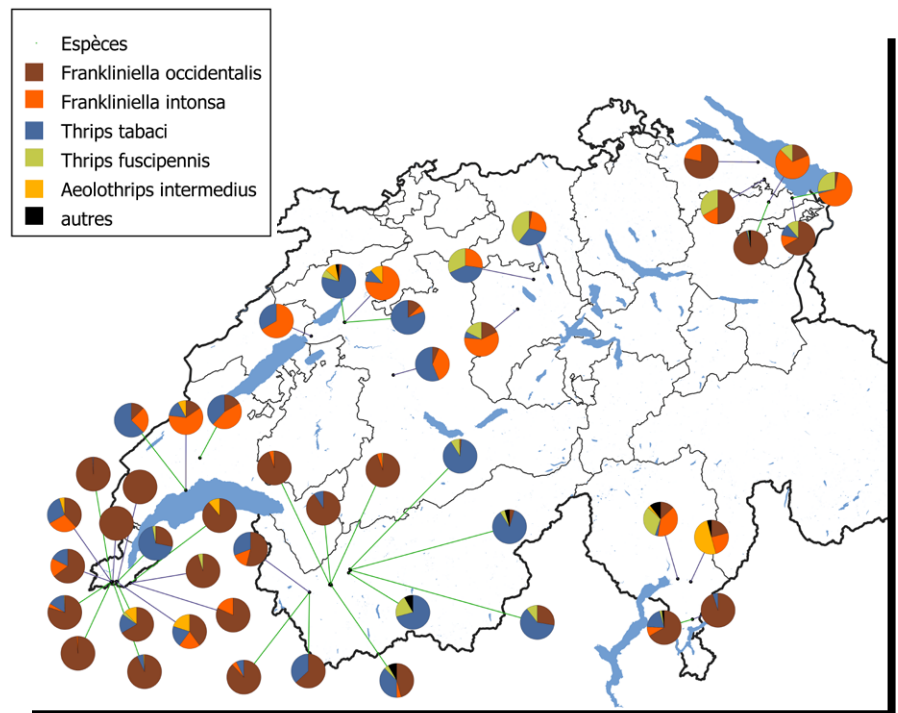 Espèces
Frankliniella occidentalis
Frankliniella intonsa
Thrips tabaci
Thrips fuscipennis
Aeolothrips intermedius
autres